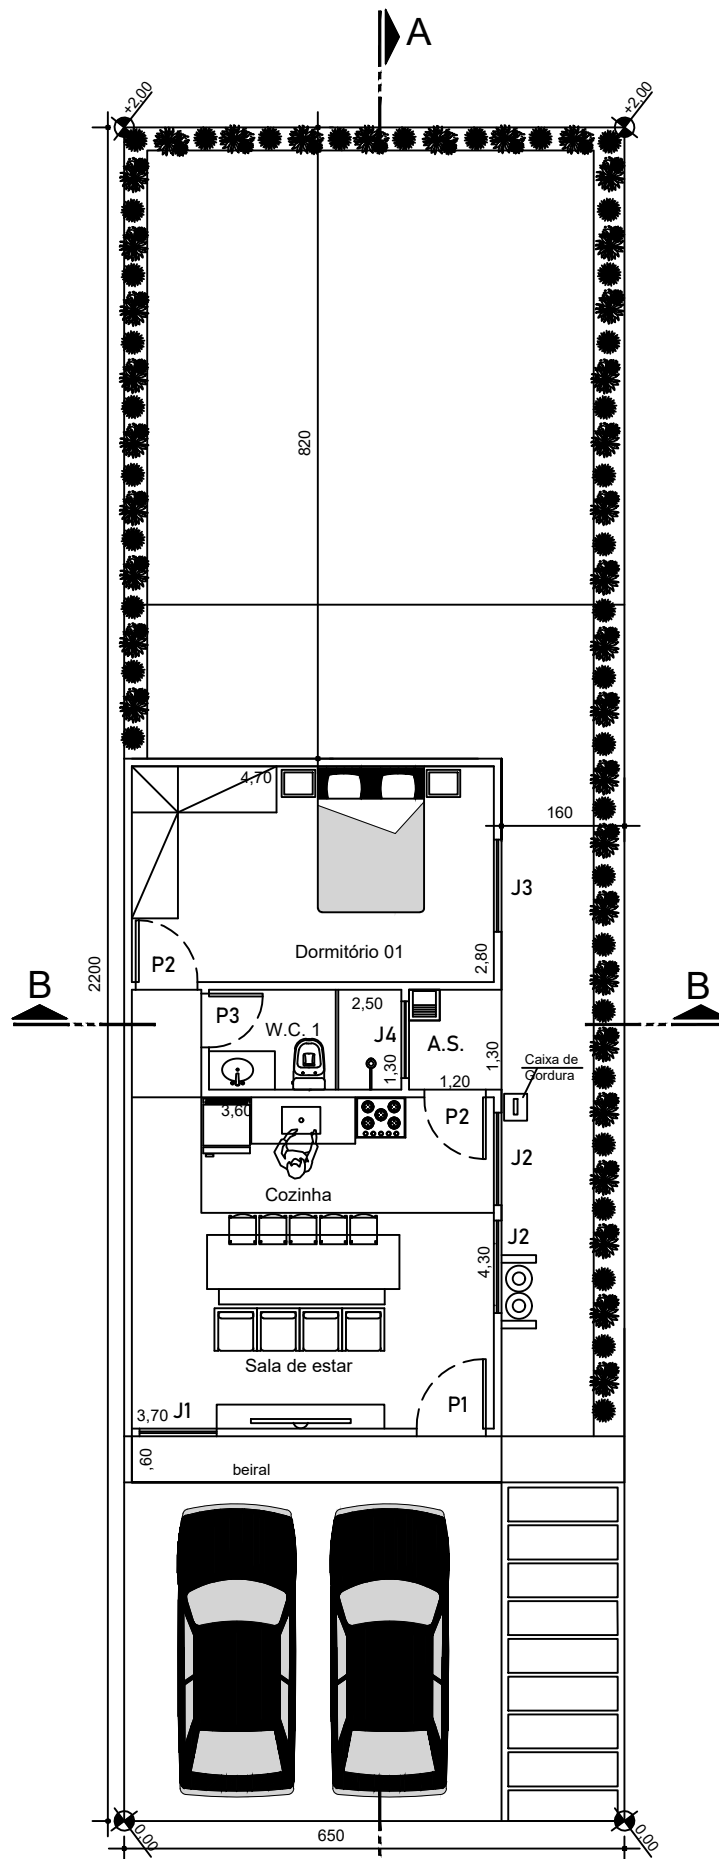 A
+2,00
+2,00
820
4,70
160
J3
Dormitório 01
2,80
P2
2200
B
B
P3
W.C. 1
2,50
J4
1,30
A.S.
1,30
1,20
Caixa de
Gordura
3,60
P2
J2
Cozinha
J2
4,30
Sala de estar
3,70
J1
P1
,60
beiral
0,00
650
0,00